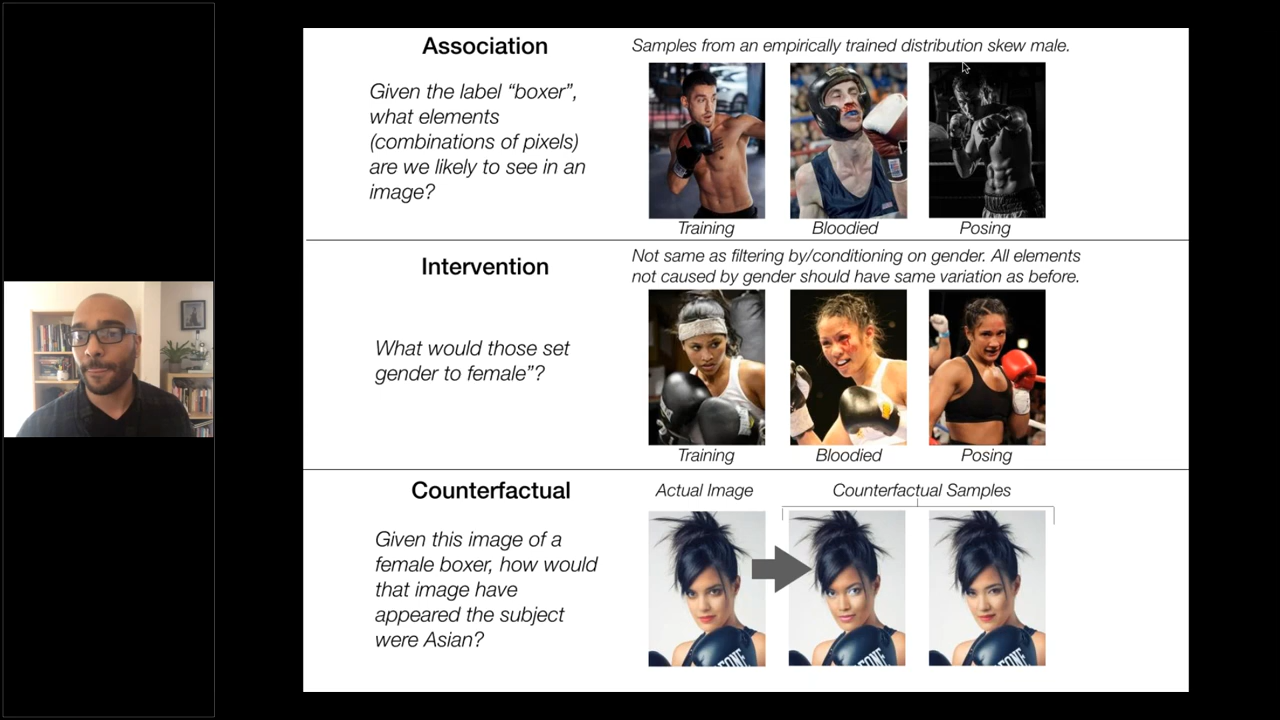 Association
Samples from an empirically trained distribution skew male.
Given the label “boxer”,
what elements
(combinations of pixels)
are we likely to see in an
image?
Training
Bloodied
Posing
Intervention
Not same as filtering by/conditioning on gender. All elements
not caused by gender should have same variation as before.
What would those set
gender to female”?
Training
Bloodied
Posing
Counterfactual
Actual Image
Counterfactual Samples
Given this image of a
female boxer, how would
that image have
appeared the subject
were Asian?